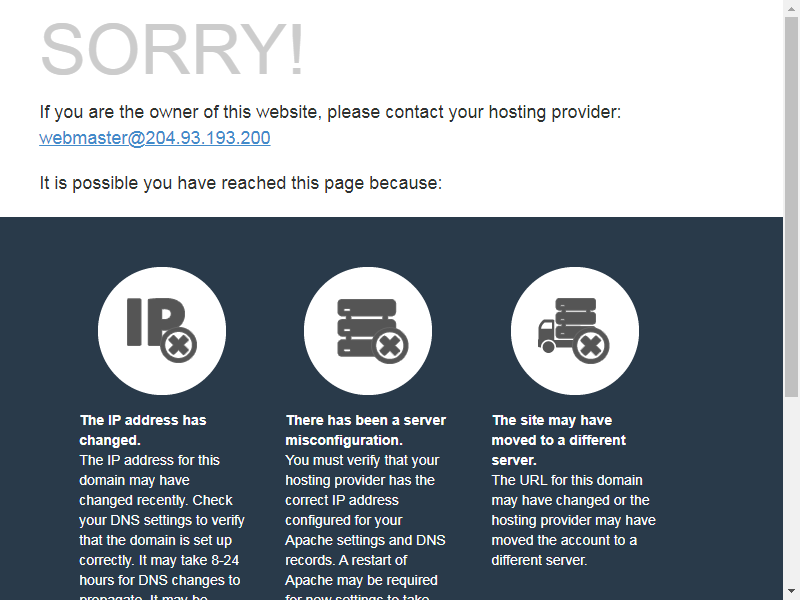 SORRY!
If you are the owner of this website, please contact your hosting provider:
webmaster@204.93.193.200
It is possible you have reached this page because:
IP
The IP address has
changed.
The IP address for this
domain may have
changed recently. Check
your DNS settings to verify
that the domain is set up
correctly. It may take 8-24
hours for DNS changes to
propagate. It may be
There has been a server
misconfiguration.
You must verify that your
hosting provider has the
correct IP address
configured for your
Apache settings and DNS
records. A restart of
Apache may be required
for new settings to take
The site may have
moved to a different
server.
The URL for this domain
may have changed or the
hosting provider may have
moved the account to a
different server.